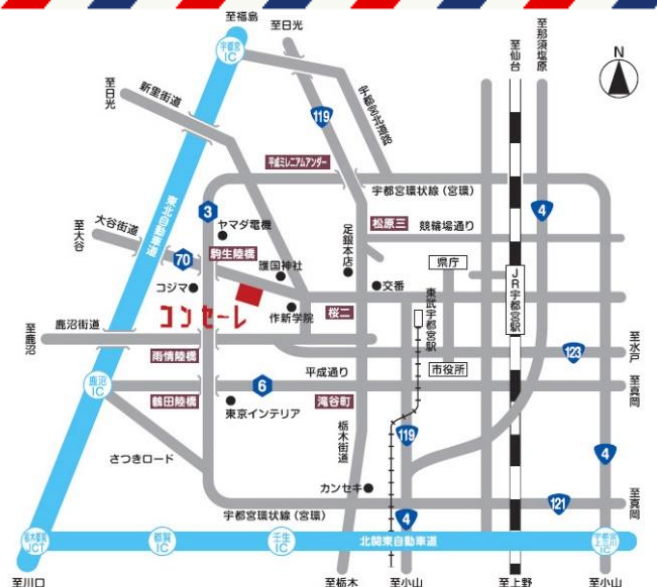 至福島
至日光
至那須塩原
至仙台
N
宇都宮
IC
新里街道
至日光
119
平成ミレニアムアンダー
宇都宮環状線（宮環）
東北自動車道
3
ヤマダ電機
足銀本店
松原三
競輪場通り
4
大谷街道
至大谷
70
駒生陸橋
護国神社
県庁
コジマ
交番
JR宇都宮駅
コンセーレ
作新学院
桜二
東武宇都宮駅
至鹿沼
鹿沼街道
至水戸
雨情陸橋
123
平成通り
市役所
鹿沼
IC
6
至真岡
鶴田陸橋
東京インテリア
滝谷町
栃木街道
119
さつきロード
4
カンセキ
121
宇都宮環状線（宮環）
4
至真岡
JCT
都賀
IC
壬生
IC
北関東自動車道
IC
至川口
至栃木
至小山
至上野
至小山